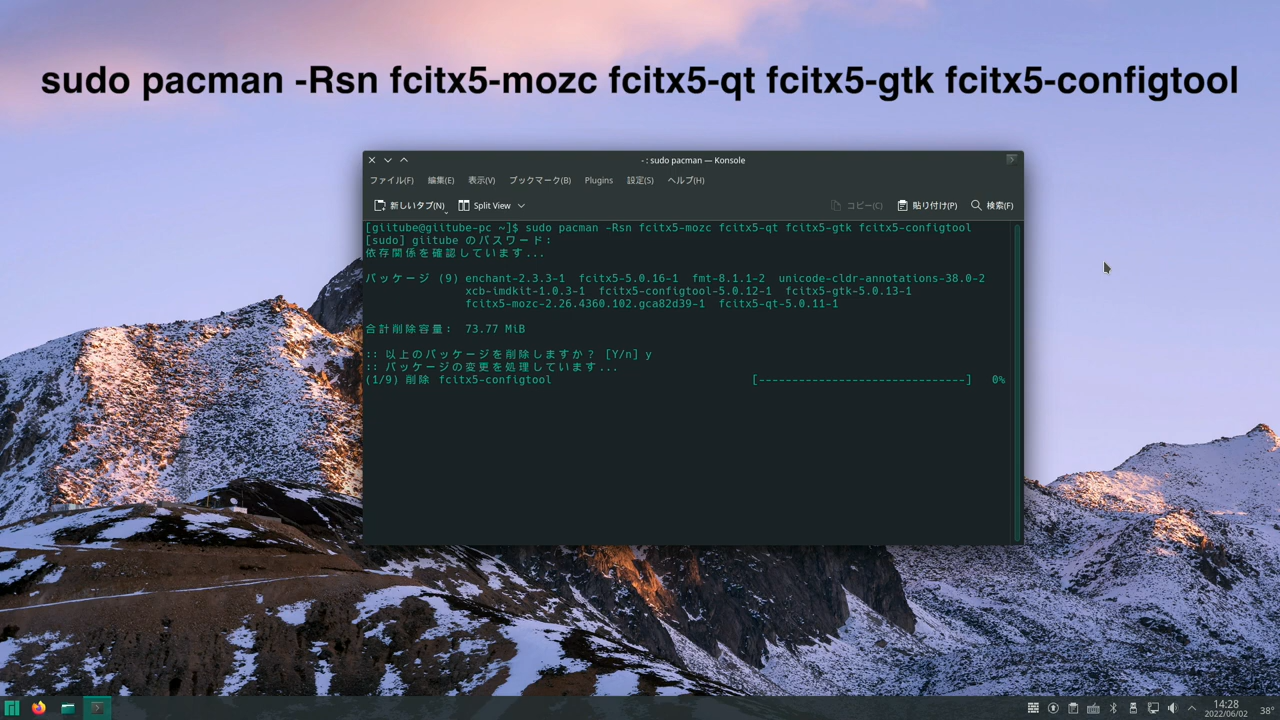 sudo pacman -Rsn fcitx5-mozc fcitx5-qt fcitx5-gtk fcitx5-configtool
- : sudo pacman — Konsole
ファイル(F) 編集(E) 表示(V) ブックマーク(B) Plugins 設定(S) ヘルプ(H)
新しいタブ(N) Split View コピー(C) 貼り付け(P) 検索(F)
[giitube@giitube-pc ~]$ sudo pacman -Rsn fcitx5-mozc fcitx5-qt fcitx5-gtk fcitx5-configtool
[sudo] giitube のパスワード:
依存関係を確認しています...
パッケージ (9) enchant-2.3.3-1 fcitx5-5.0.16-1 fmt-8.1.1-2 unicode-cldr-annotations-38.0-2
xcb-imdkit-1.0.3-1 fcitx5-configtool-5.0.12-1 fcitx5-gtk-5.0.13-1
fcitx5-mozc-2.26.4360.102.gca82d39-1 fcitx5-qt-5.0.11-1
合計削除容量: 73.77 MiB
:: 以上のパッケージを削除しますか? [Y/n] y
:: パッケージの変更を処理しています...
(1/9) 削除 fcitx5-configtool [-------------------------------] 0%
14:28
2022/06/02
38°